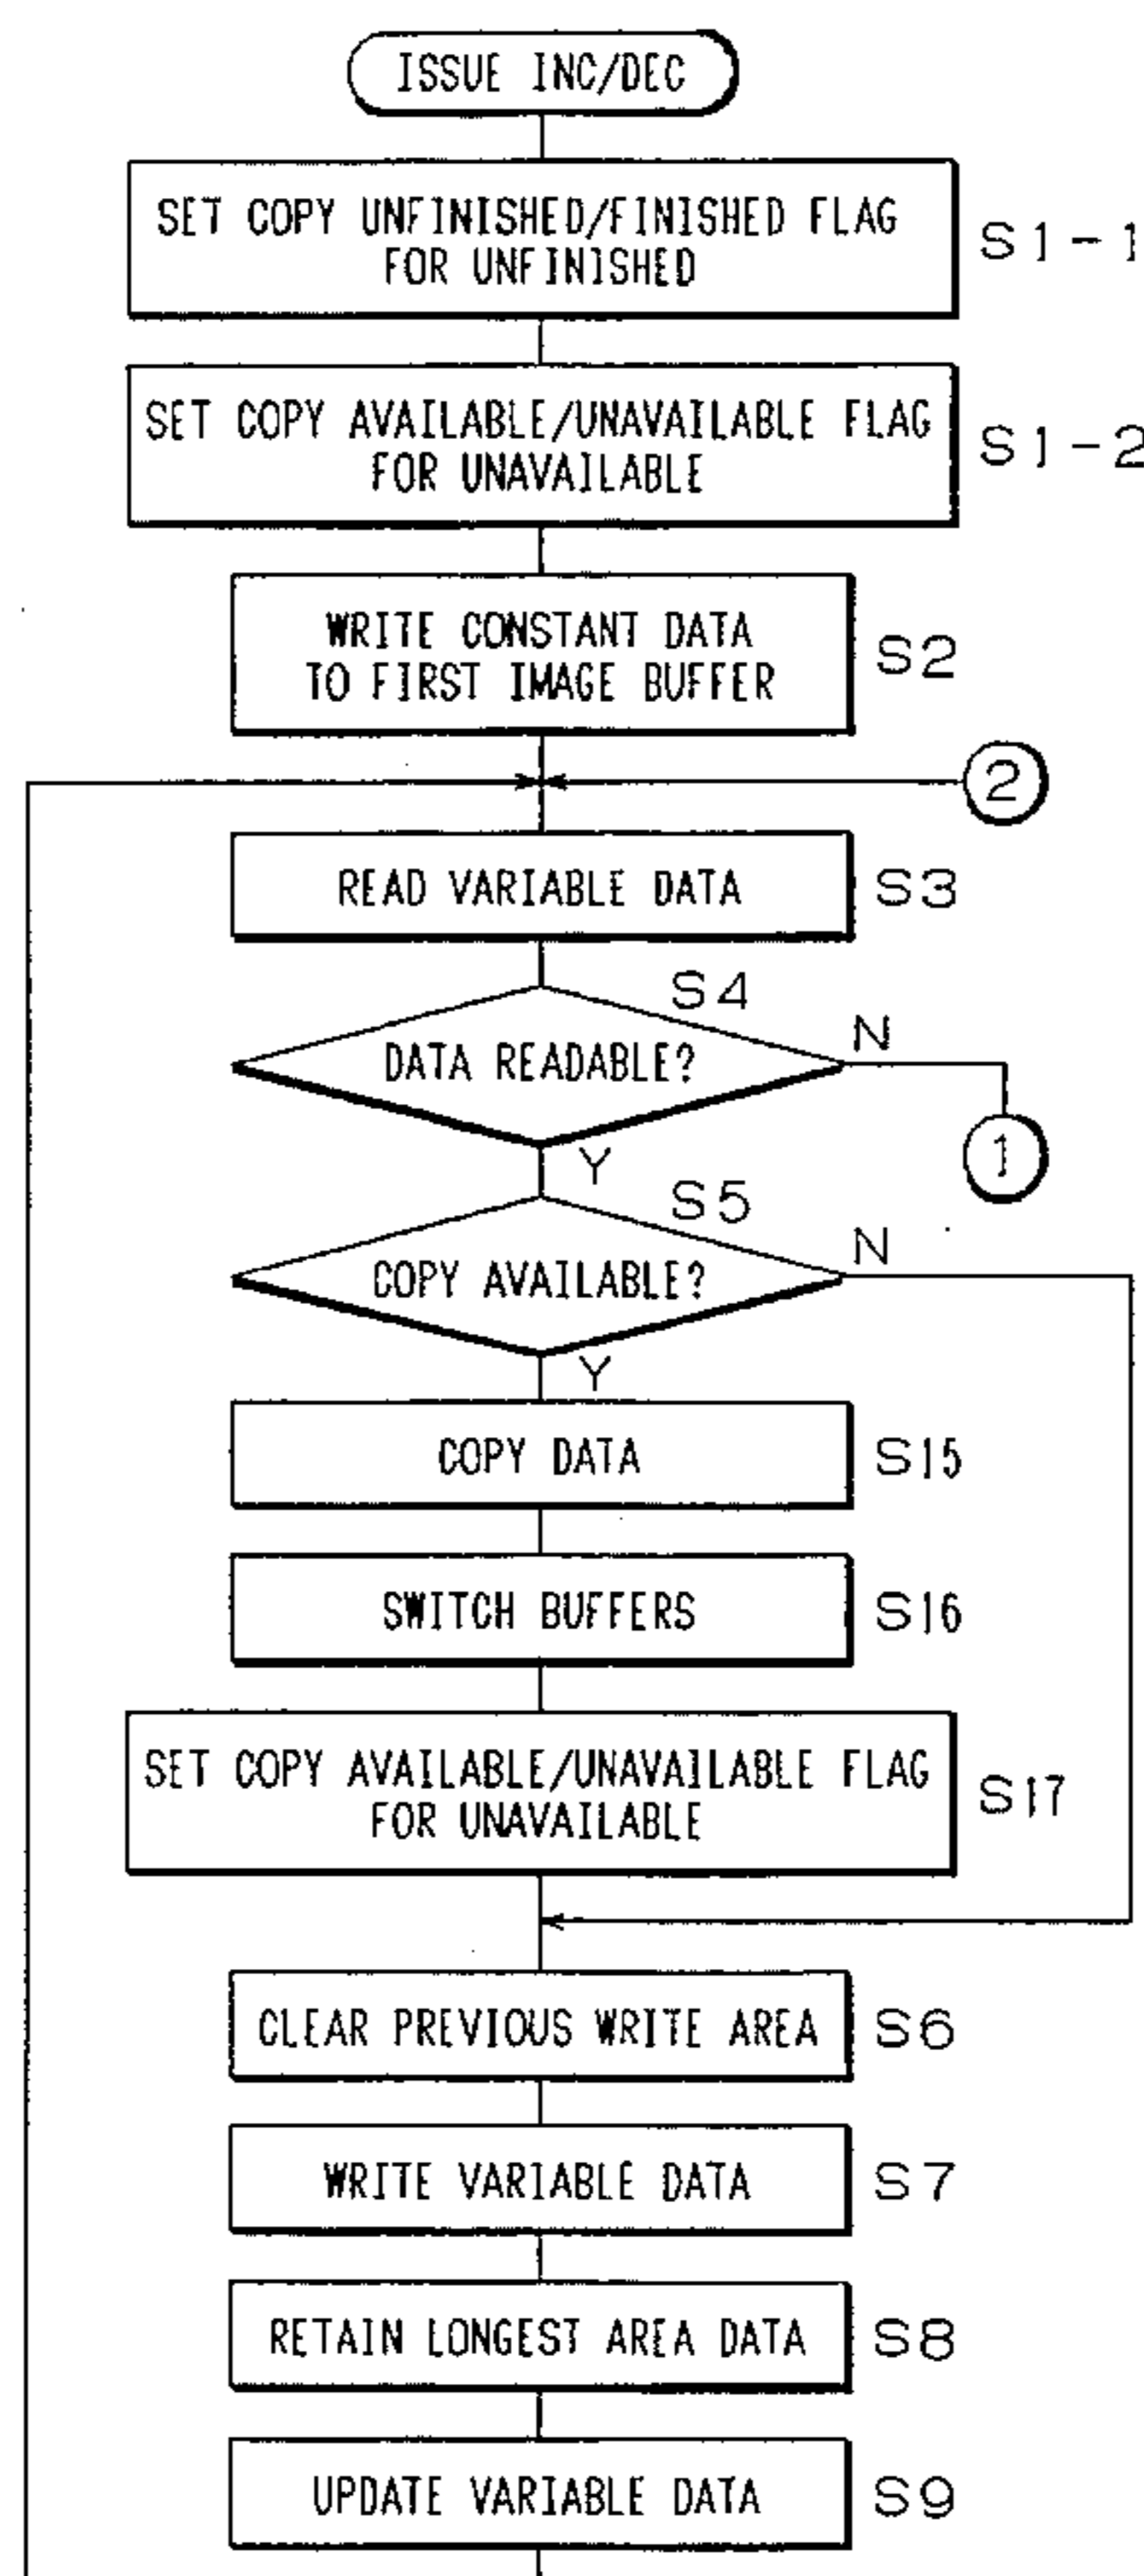 ISSUE INC/DEC
SET COPY UNFINISHED/FINISHED FLAG
FOR UNFINISHED
S1-1
SET COPY AVAILABLE/UNAVAILABLE FLAG
FOR UNAVAILABLE
S1-2
WRITE CONSTANT DATA
TO FIRST IMAGE BUFFER
S2
2
READ VARIABLE DATA
S3
S4
DATA READABLE?
N
1
Y
S5
COPY AVAILABLE?
N
Y
COPY DATA
S15
SWITCH BUFFERS
S16
SET COPY AVAILABLE/UNAVAILABLE FLAG
FOR UNAVAILABLE
S17
CLEAR PREVIOUS WRITE AREA
S6
WRITE VARIABLE DATA
S7
RETAIN LONGEST AREA DATA
S8
UPDATE VARIABLE DATA
S9